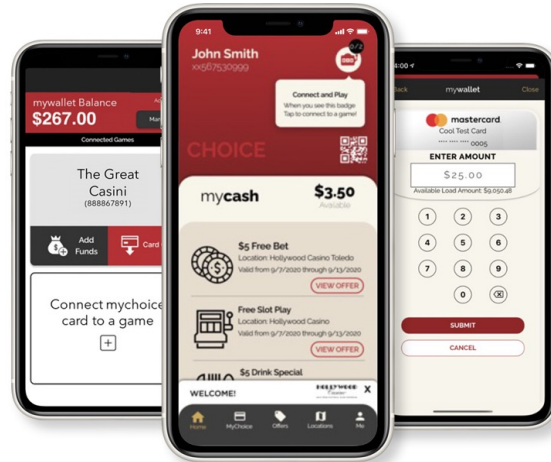 mywallet Balance
$267.00
Connected Games
The Great
Casini
(888867891)
Add
Funds
Card
Connect mychoice
card to a game
9:41
John Smith
xx567530999
0/2
Connect and Play
When you see this badge
Tap to connect to a game!
CHOICE
mycash
$3.50
Available
$5 Free Bet
Location: Hollywood Casino Toledo
Valid from 9/7/2020 through 9/13/2020
VIEW OFFER
Free Slot Play
Location: Hollywood Casino
Valid from 9/7/2020 through 9/13/2020
VIEW OFFER
$5 Drink Special
WELCOME!
HOLLYWOOD
Casino
X
Home
MyChoice
Offers
Locations
Me
mywallet
Close
mastercard
Cool Test Card
**** **** **** 0005
ENTER AMOUNT
$25.00
Available Load Amount: $9,050.48
1 2 3
4 5 6
7 8 9
0
SUBMIT
CANCEL